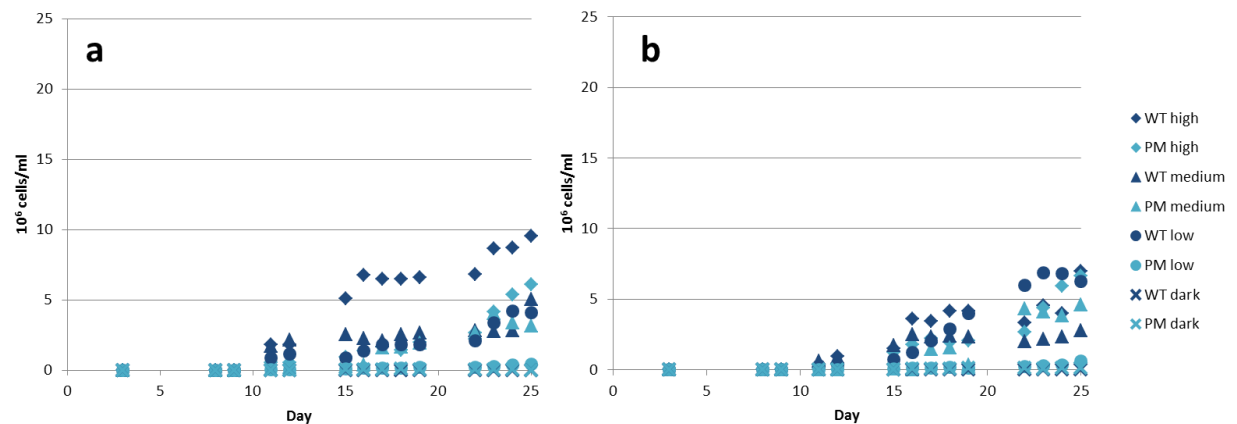 a
25
20
15
10
5
0
0 5 10 15 20 25
10⁶ cells/ml
Day
b
25
20
15
10
5
0
0 5 10 15 20 25
10⁶ cells/ml
Day
WT high
PM high
WT medium
PM medium
WT low
PM low
WT dark
PM dark